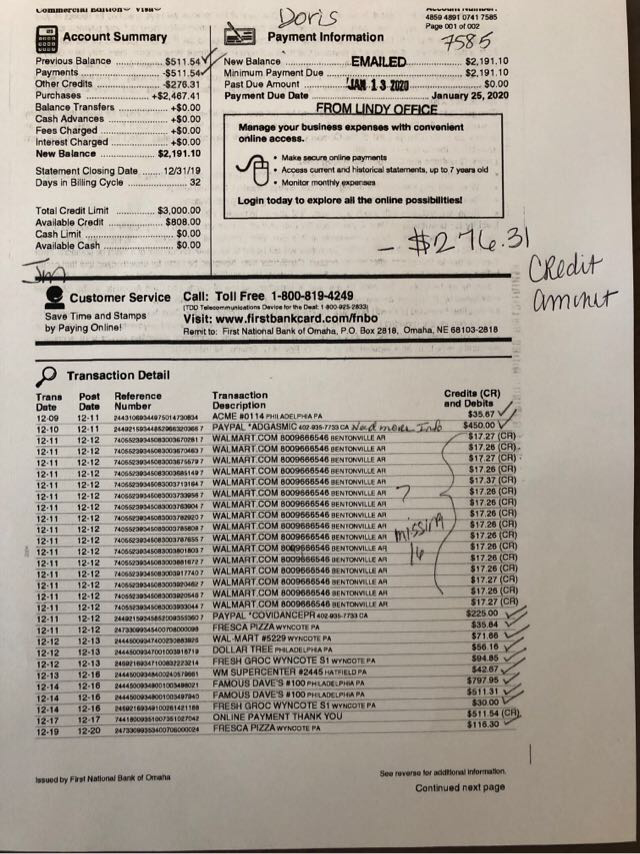 Commercial Edition® Visa®
Doris
Account Number:
4859 4891 0741 7585
Page 001 of 002
7585
Account Summary
Previous Balance $511.54
Payments -$511.54
Other Credits -$276.31
Purchases +$2,467.41
Balance Transfers +$0.00
Cash Advances +$0.00
Fees Charged +$0.00
Interest Charged +$0.00
New Balance $2,191.10
Statement Closing Date 12/31/19
Days in Billing Cycle 32
Total Credit Limit $3,000.00
Available Credit $808.00
Cash Limit $0.00
Available Cash $0.00
Payment Information
New Balance $2,191.10
Minimum Payment Due $2,191.10
Past Due Amount $0.00
Payment Due Date January 25, 2020
EMAILED
JAN 13 2020
FROM LINDY OFFICE
Manage your business expenses with convenient
online access.
• Make secure online payments
• Access current and historical statements, up to 7 years old
• Monitor monthly expenses
Login today to explore all the online possibilities!
- $276.31
Credit
amount
Customer Service
Save Time and Stamps
by Paying Online!
Call: Toll Free 1-800-819-4249
(TDD Telecommunications Device for the Deaf: 1-800-925-2833)
Visit: www.firstbankcard.com/fnbo
Remit to: First National Bank of Omaha, P.O. Box 2818, Omaha, NE 68103-2818
Transaction Detail
Trans Date Post Date Reference Number Transaction Description Credits (CR) and Debits
12-09 12-11 ACME #0114 PHILADELPHIA PA $35.67
12-10 12-11 PAYPAL *ADGASMIC 402-935-7733 CA Need more Info $450.00
12-11 12-12 WALMART.COM 8009666546 BENTONVILLE AR $17.27 (CR)
12-11 12-12 WALMART.COM 8009666546 BENTONVILLE AR $17.26 (CR)
12-11 12-12 WALMART.COM 8009666546 BENTONVILLE AR $17.27 (CR)
12-11 12-12 WALMART.COM 8009666546 BENTONVILLE AR $17.26 (CR)
12-11 12-12 WALMART.COM 8009666546 BENTONVILLE AR $17.37 (CR)
12-11 12-12 WALMART.COM 8009666546 BENTONVILLE AR $17.26 (CR)
12-11 12-12 WALMART.COM 8009666546 BENTONVILLE AR $17.26 (CR)
12-11 12-12 WALMART.COM 8009666546 BENTONVILLE AR $17.26 (CR)
12-11 12-12 WALMART.COM 8009666546 BENTONVILLE AR $17.26 (CR)
12-11 12-12 WALMART.COM 8009666546 BENTONVILLE AR $17.26 (CR)
12-11 12-12 WALMART.COM 8009666546 BENTONVILLE AR $17.26 (CR)
12-11 12-12 WALMART.COM 8009666546 BENTONVILLE AR $17.26 (CR)
12-11 12-12 WALMART.COM 8009666546 BENTONVILLE AR $17.26 (CR)
12-11 12-12 WALMART.COM 8009666546 BENTONVILLE AR $17.27 (CR)
12-11 12-12 WALMART.COM 8009666546 BENTONVILLE AR $17.26 (CR)
12-11 12-12 WALMART.COM 8009666546 BENTONVILLE AR $17.27 (CR)
?
missing
16
12-11 12-12 PAYPAL *COVIDANCEPR 402-935-7733 CA $225.00
12-11 12-12 FRESCA PIZZA WYNCOTE PA $35.84
12-12 12-13 WAL-MART #5229 WYNCOTE PA $71.66
12-12 12-13 DOLLAR TREE PHILADELPHIA PA $56.16
12-12 12-13 FRESH GROC WYNCOTE S1 WYNCOTE PA $94.85
12-13 12-16 WM SUPERCENTER #2445 HATFIELD PA $42.67
12-14 12-16 FAMOUS DAVE'S #100 PHILADELPHIA PA $797.95
12-14 12-16 FAMOUS DAVE'S #100 PHILADELPHIA PA $511.31
12-14 12-16 FRESH GROC WYNCOTE S1 WYNCOTE PA $30.00
12-17 12-17 ONLINE PAYMENT THANK YOU $511.54 (CR)
12-19 12-20 FRESCA PIZZA WYNCOTE PA $116.30
Issued by First National Bank of Omaha
See reverse for additional information.
Continued next page